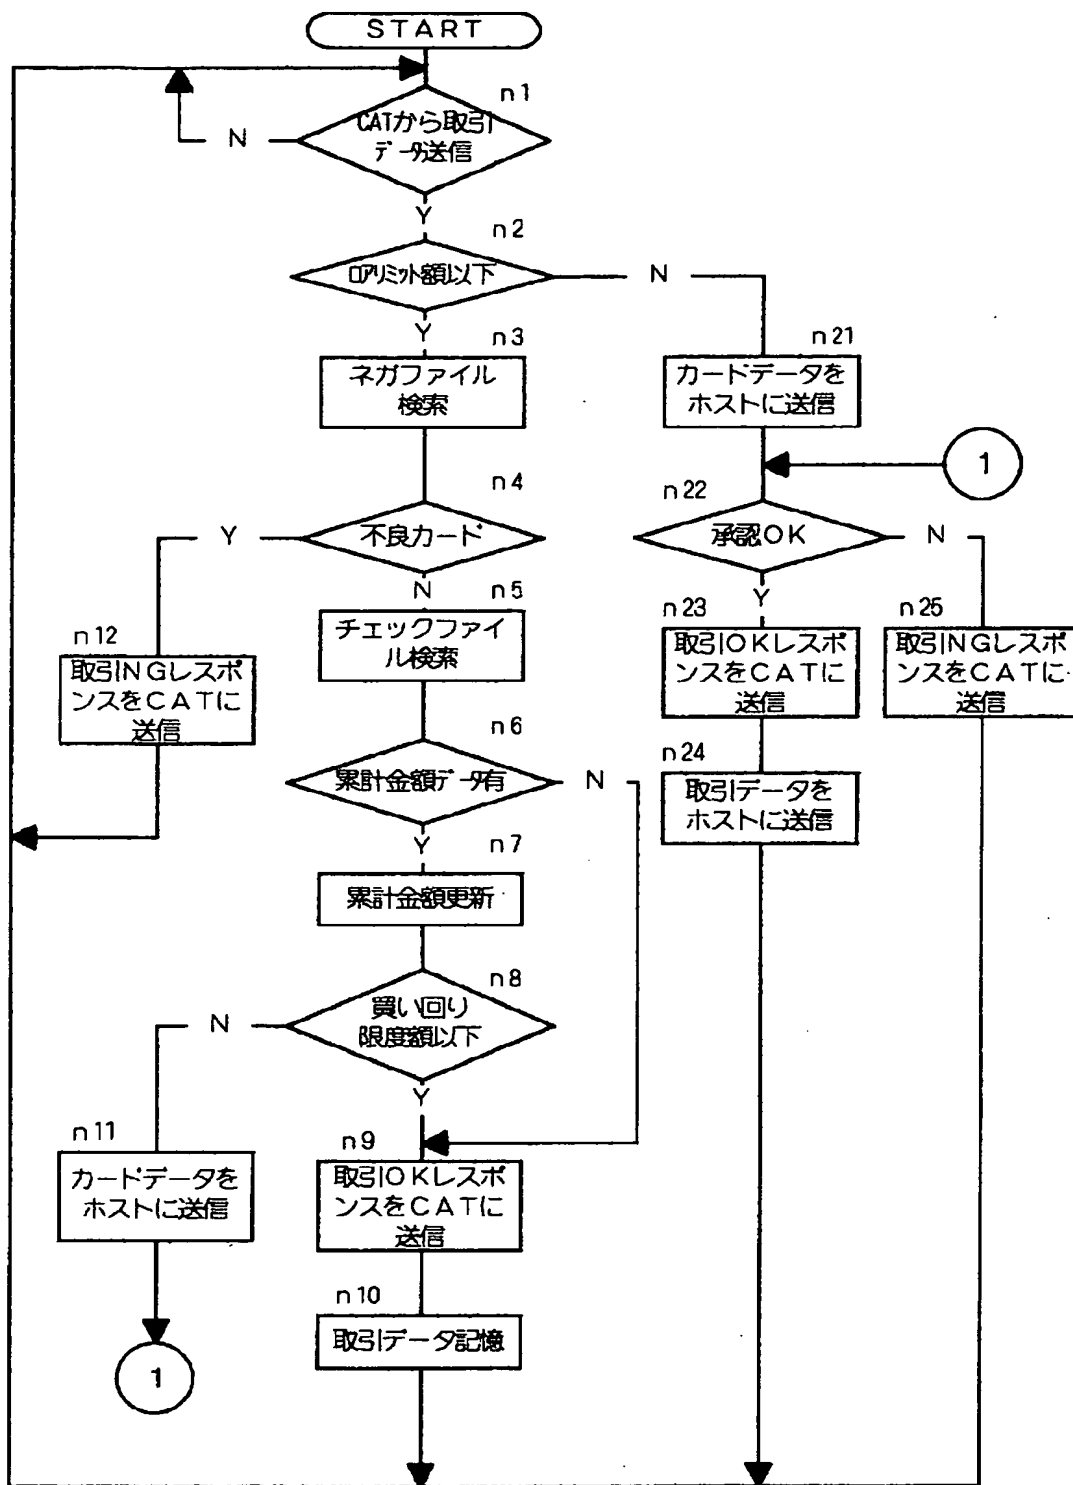 START
n1
CATから取引
データ送信
N
Y
n2
ロアリミット額以下
N
Y
n3
ネガファイル
検索
n21
カードデータを
ホストに送信
1
n4
不良カード
Y
N
n22
承認OK
N
Y
n5
チェックファイ
ル検索
n12
取引NGレスポ
ンスをCATに
送信
n23
取引OKレスポ
ンスをCATに
送信
n25
取引NGレスポ
ンスをCATに
送信
n6
累計金額データ有
N
Y
n24
取引データを
ホストに送信
n7
累計金額更新
n8
買い回り
限度額以下
N
Y
n11
カードデータを
ホストに送信
n9
取引OKレスポ
ンスをCATに
送信
n10
取引データ記憶
1